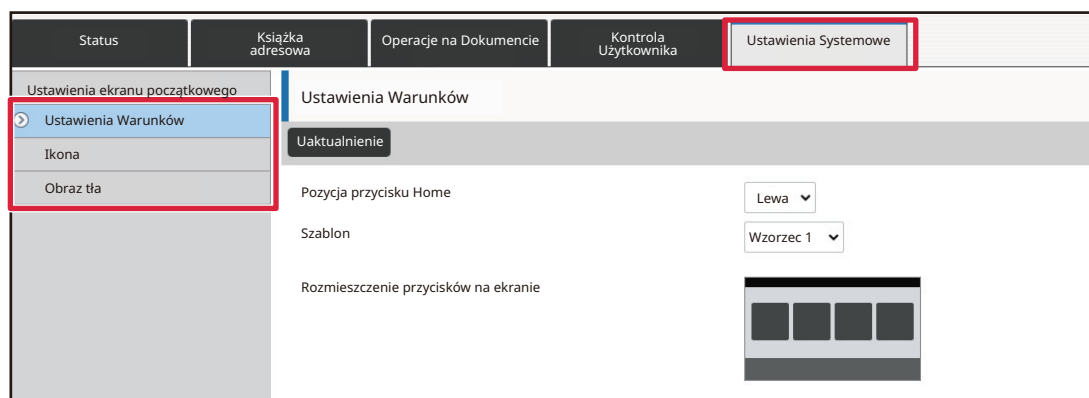 Status
Książka
adresowa
Operacje na Dokumencie
Kontrola
Użytkownika
Ustawienia Systemowe
Ustawienia ekranu początkowego
Ustawienia Warunków
Ikona
Obraz tła
Ustawienia Warunków
Uaktualnienie
Pozycja przycisku Home
Lewa
Szablon
Wzorzec 1
Rozmieszczenie przycisków na ekranie